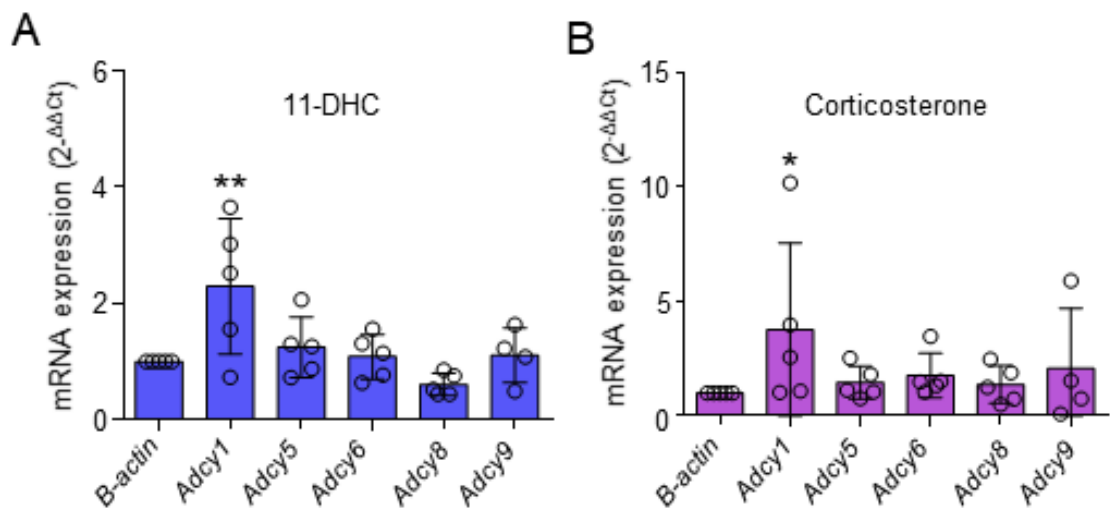 A
mRNA expression (2-ΔΔCt)
6
4
2
0
11-DHC
**
B-actin
Adcy1
Adcy5
Adcy6
Adcy8
Adcy9
B
mRNA expression (2-ΔΔCt)
15
10
5
0
Corticosterone
*
B-actin
Adcy1
Adcy5
Adcy6
Adcy8
Adcy9